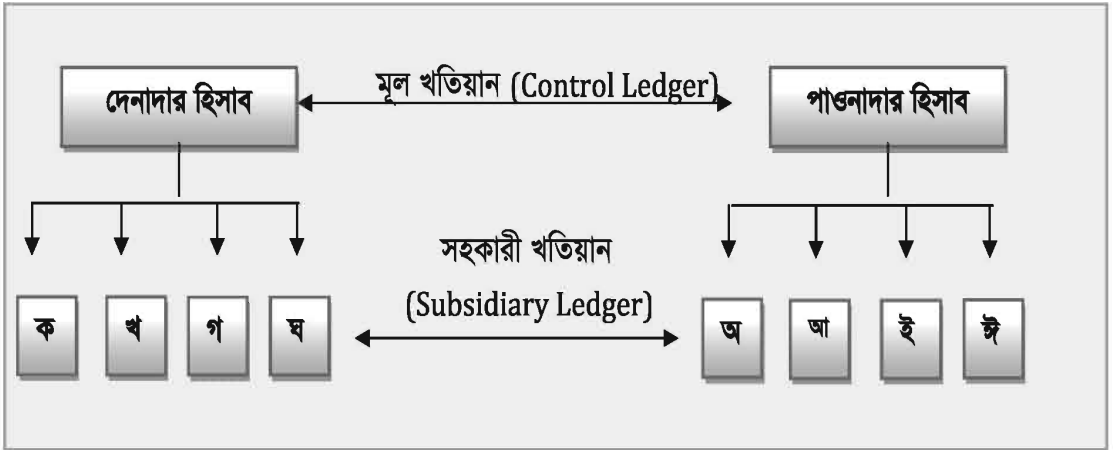 দেনাদার হিসাব
মূল খতিয়ান (Control Ledger)
পাওনাদার হিসাব
সহকারী খতিয়ান
(Subsidiary Ledger)
ক খ গ ঘ
অ আ ই ঈ